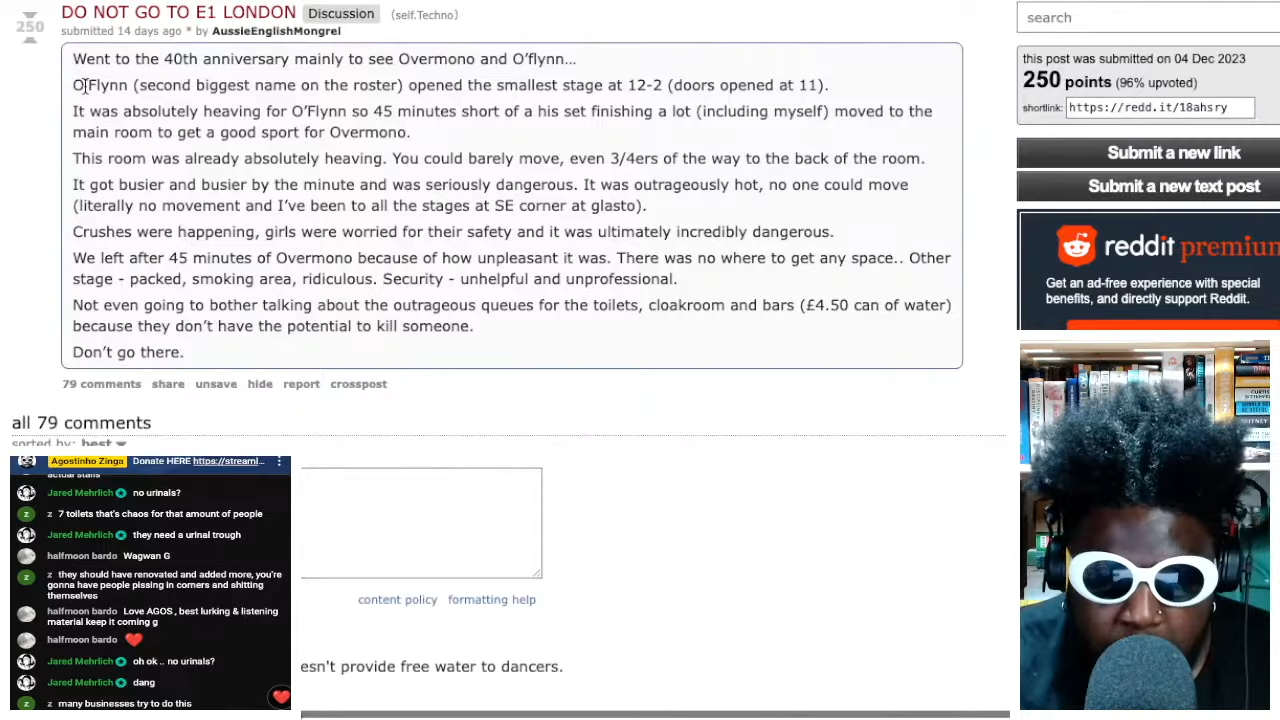 DO NOT GO TO E1 LONDON Discussion (self.Techno)
250
submitted 14 days ago * by AussieEnglishMongrel
Went to the 40th anniversary mainly to see Overmono and O'flynn...
O'Flynn (second biggest name on the roster) opened the smallest stage at 12-2 (doors opened at 11).
It was absolutely heaving for O'Flynn so 45 minutes short of a his set finishing a lot (including myself) moved to the
main room to get a good sport for Overmono.
This room was already absolutely heaving. You could barely move, even 3/4ers of the way to the back of the room.
It got busier and busier by the minute and was seriously dangerous. It was outrageously hot, no one could move
(literally no movement and I've been to all the stages at SE corner at glasto).
Crushes were happening, girls were worried for their safety and it was ultimately incredibly dangerous.
We left after 45 minutes of Overmono because of how unpleasant it was. There was no where to get any space.. Other
stage - packed, smoking area, ridiculous. Security - unhelpful and unprofessional.
Not even going to bother talking about the outrageous queues for the toilets, cloakroom and bars (£4.50 can of water)
because they don't have the potential to kill someone.
Don't go there.
79 comments share unsave hide report crosspost
all 79 comments
sorted by: best
content policy formatting help
esn't provide free water to dancers.
search
this post was submitted on 04 Dec 2023
250 points (96% upvoted)
shortlink: https://redd.it/18ahsry
Submit a new link
Submit a new text post
reddit premium
Get an ad-free experience with special
benefits, and directly support Reddit.
Agostinho Zinga Donate HERE https://streaml...
actual stalls
Jared Mehrlich no urinals?
z z 7 toilets that's chaos for that amount of people
Jared Mehrlich they need a urinal trough
halfmoon bardo Wagwan G
z z they should have renovated and added more, you're
gonna have people pissing in corners and shitting
themselves
halfmoon bardo Love AGOS , best lurking & listening
material keep it coming g
halfmoon bardo ❤️
Jared Mehrlich oh ok .. no urinals?
Jared Mehrlich dang
z z many businesses try to do this